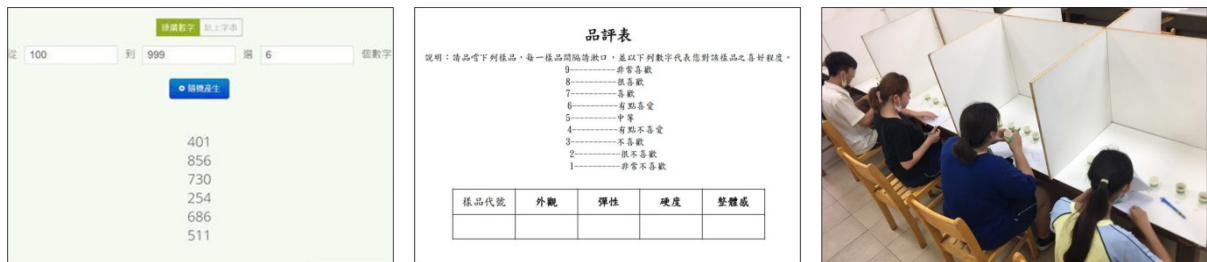 連續數字 紙上字串
從 100 到 999 選 6 個數字
隨機產生
401
856
730
254
686
511
品評表
說明：請品嚐下列樣品，每一樣品間隔請漱口，並以下列數字代表您對該樣品之喜好程度。
9----------非常喜歡
8----------很喜歡
7----------喜歡
6----------有點喜愛
5----------中等
4----------有點不喜愛
3----------不喜歡
2----------很不喜歡
1----------非常不喜歡
樣品代號 外觀 彈性 硬度 整體感